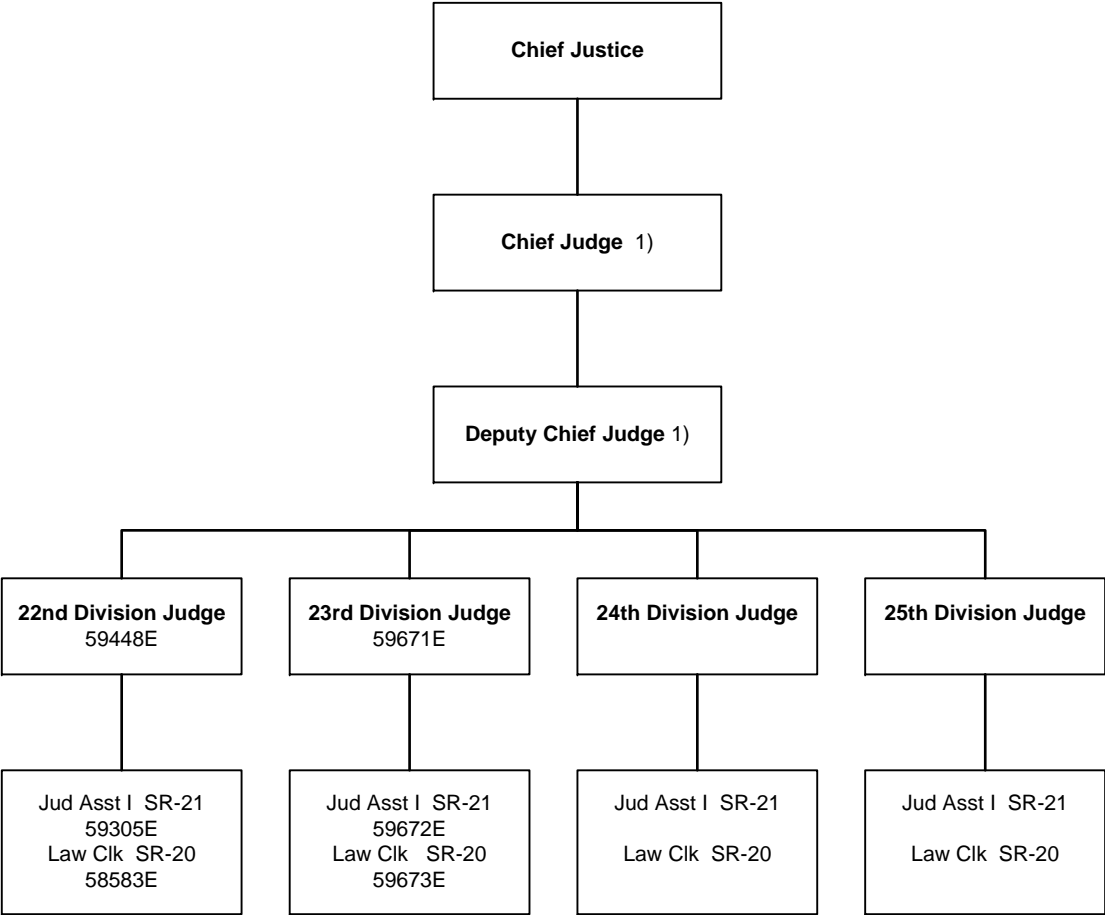 Chief Justice
Chief Judge 1)
Deputy Chief Judge 1)
22nd Division Judge
59448E
23rd Division Judge
59671E
24th Division Judge
25th Division Judge
Jud Asst I SR-21
59305E
Law Clk SR-20
58583E
Jud Asst I SR-21
59672E
Law Clk SR-20
59673E
Jud Asst I SR-21
Law Clk SR-20
Jud Asst I SR-21
Law Clk SR-20